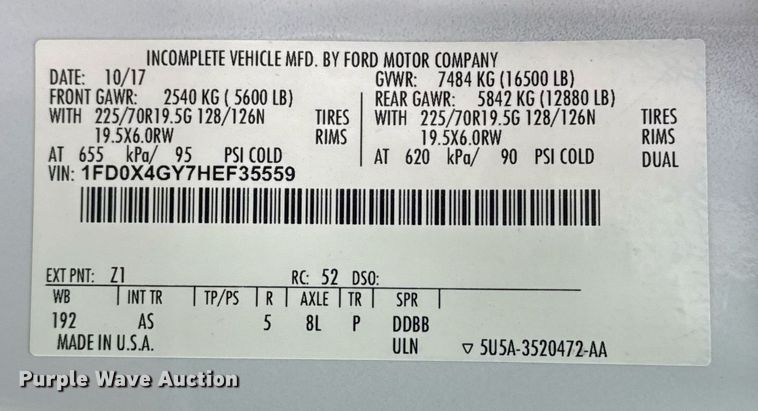 INCOMPLETE VEHICLE MFD. BY FORD MOTOR COMPANY
DATE: 10/17 GVWR: 7484 KG (16500 LB)
FRONT GAWR: 2540 KG ( 5600 LB) REAR GAWR: 5842 KG (12880 LB)
WITH 225/70R19.5G 128/126N TIRES WITH 225/70R19.5G 128/126N TIRES
19.5X6.0RW RIMS 19.5X6.0RW RIMS
AT 655 kPa/ 95 PSI COLD AT 620 kPa/ 90 PSI COLD DUAL
VIN: 1FD0X4GY7HEF35559
EXT PNT: Z1 RC: 52 DSO:
WB INT TR TP/PS R AXLE TR SPR
192 AS 5 8L P DDBB
MADE IN U.S.A. ULN ▽ 5U5A-3520472-AA
Purple Wave Auction